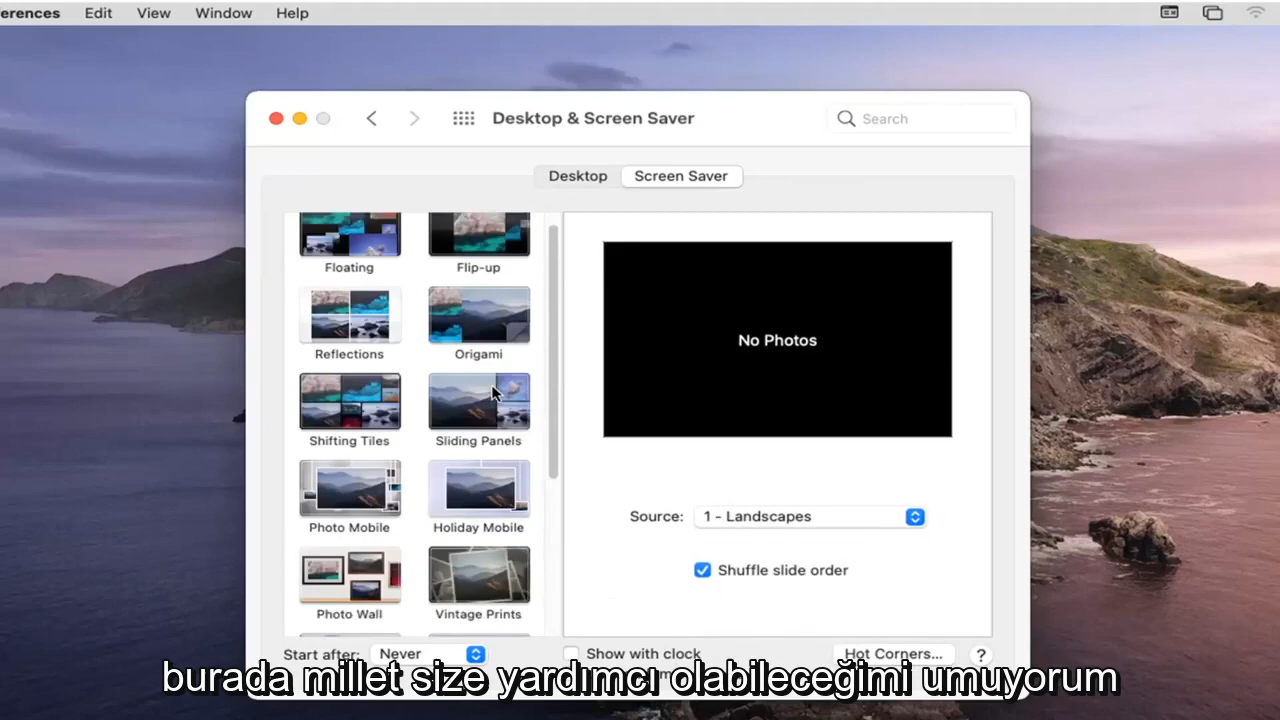 erences Edit View Window Help
Desktop & Screen Saver
Search
Desktop Screen Saver
Floating Flip-up
Reflections Origami
No Photos
Shifting Tiles Sliding Panels
Photo Mobile Holiday Mobile
Source: 1 - Landscapes
Shuffle slide order
Photo Wall Vintage Prints
Start after: Never Show with clock Hot Corners... ?
burada millet size yardımcı olabileceğimi umuyorum